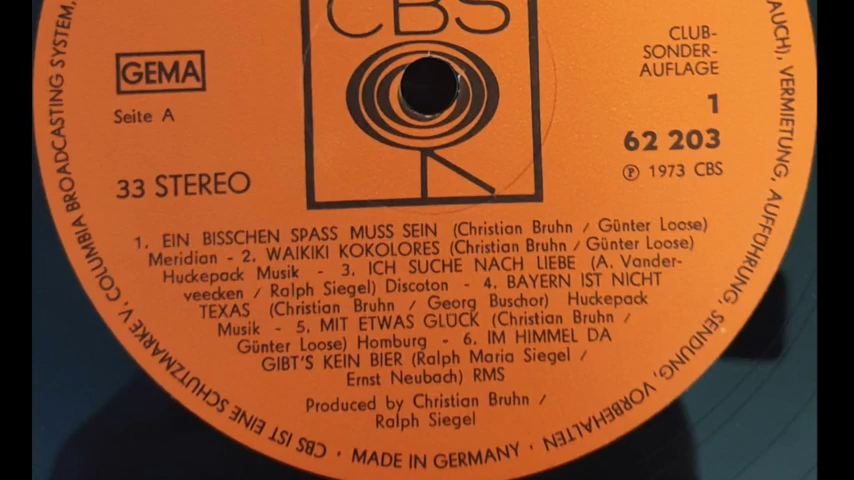 CBS
GEMA
Seite A
33 STEREO
CLUB-
SONDER-
AUFLAGE
1
62 203
Ⓟ 1973 CBS
1. EIN BISSCHEN SPASS MUSS SEIN (Christian Bruhn / Günter Loose)
Meridian - 2. WAIKIKI KOKOLORES (Christian Bruhn / Günter Loose)
Huckepack Musik - 3. ICH SUCHE NACH LIEBE (A. Vander-
veecken / Ralph Siegel) Discoton - 4. BAYERN IST NICHT
TEXAS (Christian Bruhn / Georg Buschor) Huckepack
Musik - 5. MIT ETWAS GLÜCK (Christian Bruhn /
Günter Loose) Homburg - 6. IM HIMMEL DA
GIBT'S KEIN BIER (Ralph Maria Siegel /
Ernst Neubach) RMS
Produced by Christian Bruhn /
Ralph Siegel
AUCH), VERMIETUNG, AUFFÜHRUNG, SENDUNG, VORBEHALTEN · MADE IN GERMANY · CBS IST EINE SCHUTZMARKE V. COLUMBIA BROADCASTING SYSTEM,